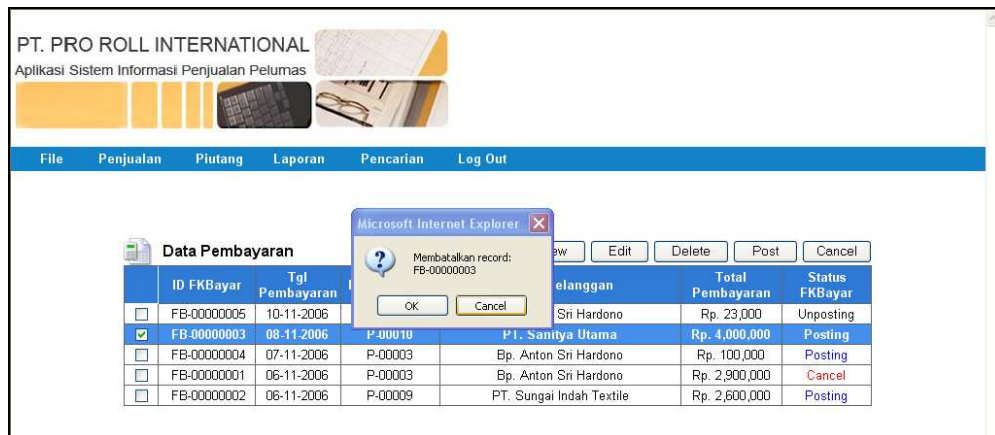 PT. PRO ROLL INTERNATIONAL
Aplikasi Sistem Informasi Penjualan Pelumas
File Penjualan Piutang Laporan Pencarian Log Out
Microsoft Internet Explorer
Membatalkan record:
FB-00000003
OK Cancel
Data Pembayaran Edit Delete Post Cancel
ID FKBayar Tgl Pembayaran Total Pembayaran Status FKBayar
FB-00000005 10-11-2006 Sri Hardono Rp. 23,000 Unposting
FB-00000003 08-11-2006 P-00010 PT. Sanitya Utama Rp. 4,000,000 Posting
FB-00000004 07-11-2006 P-00003 Bp. Anton Sri Hardono Rp. 100,000 Posting
FB-00000001 06-11-2006 P-00003 Bp. Anton Sri Hardono Rp. 2,900,000 Cancel
FB-00000002 06-11-2006 P-00009 PT. Sungai Indah Textile Rp. 2,600,000 Posting